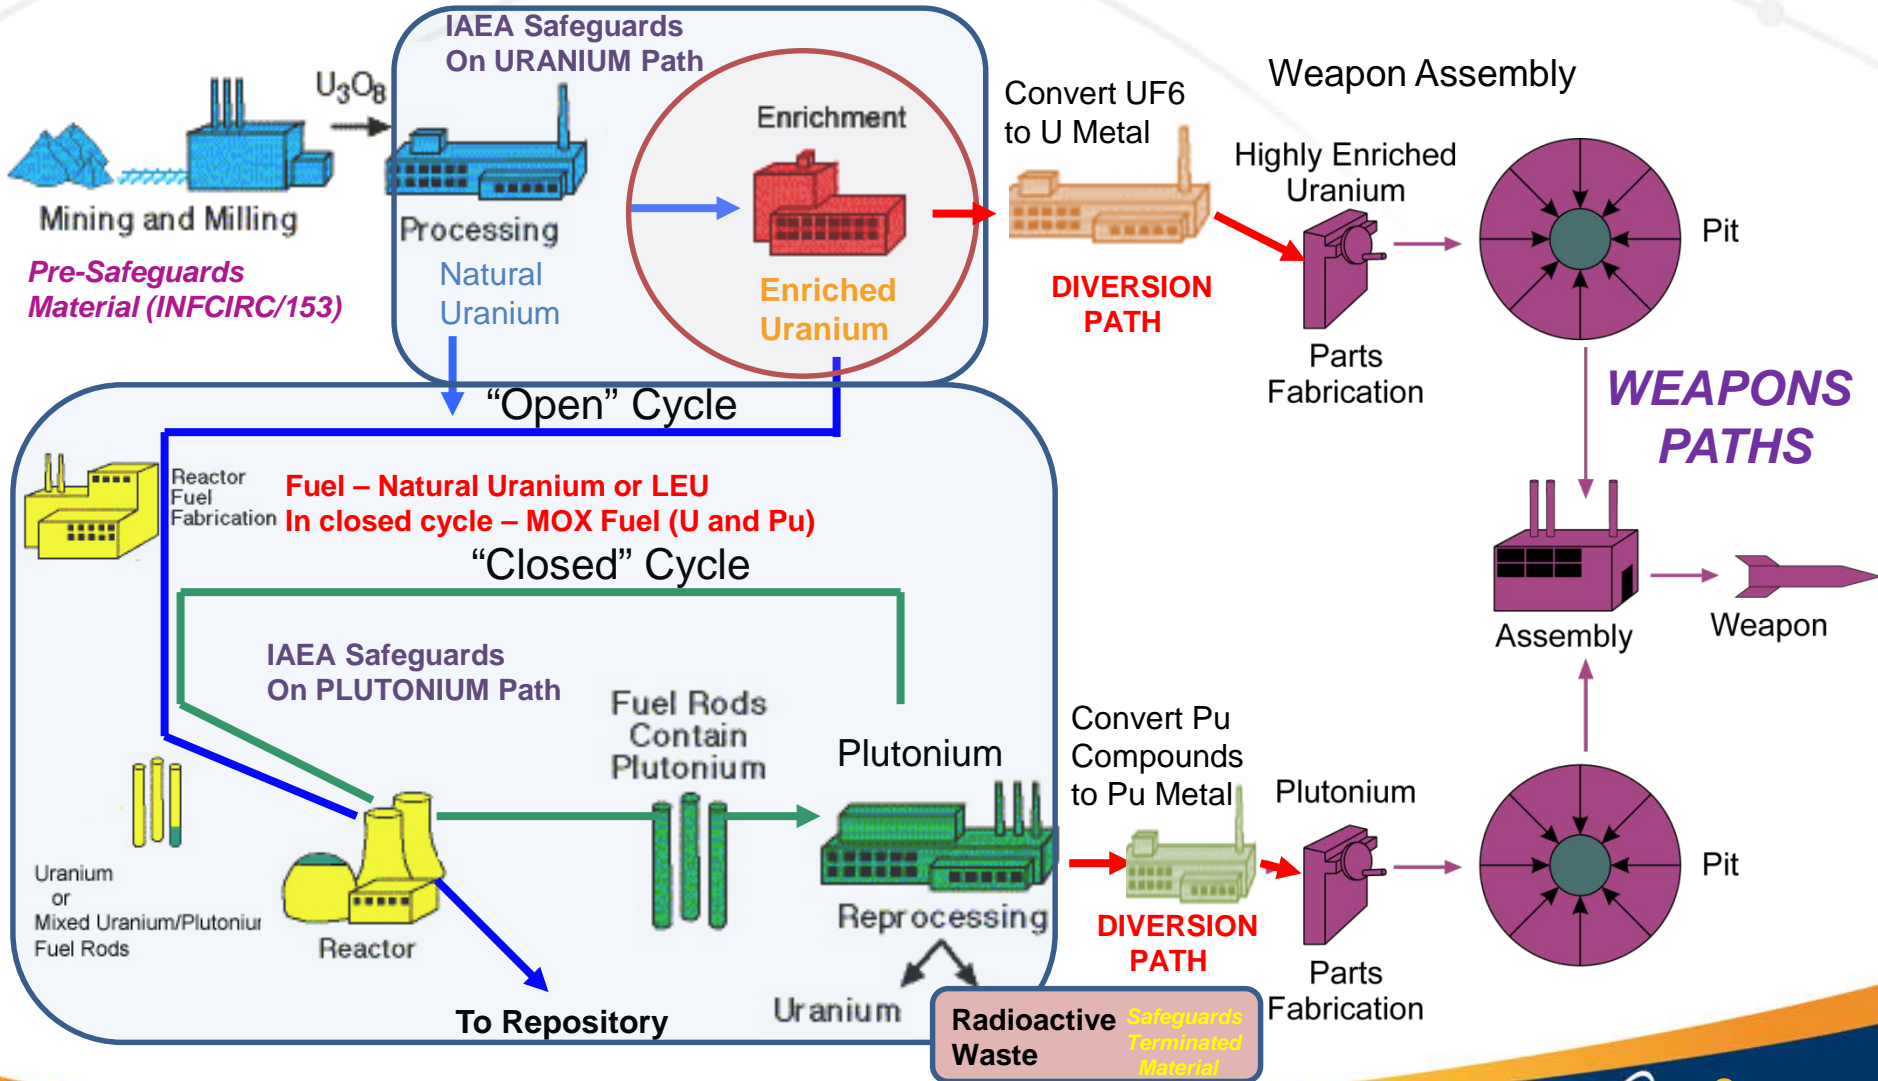 IAEA Safeguards
On URANIUM Path
U3O8
Mining and Milling
Pre-Safeguards
Material (INFCIRC/153)
Processing
Natural
Uranium
Enrichment
Enriched
Uranium
Convert UF6
to U Metal
DIVERSION
PATH
Weapon Assembly
Highly Enriched
Uranium
Parts
Fabrication
Pit
WEAPONS
PATHS
"Open" Cycle
Reactor
Fuel
Fabrication
Fuel – Natural Uranium or LEU
In closed cycle – MOX Fuel (U and Pu)
"Closed" Cycle
IAEA Safeguards
On PLUTONIUM Path
Fuel Rods
Contain
Plutonium
Plutonium
Uranium
or
Mixed Uranium/Plutoniur
Fuel Rods
Reactor
To Repository
Reprocessing
Uranium
Radioactive
Waste
Safeguards
Terminated
Material
Convert Pu
Compounds
to Pu Metal
DIVERSION
PATH
Plutonium
Parts
Fabrication
Pit
Assembly
Weapon